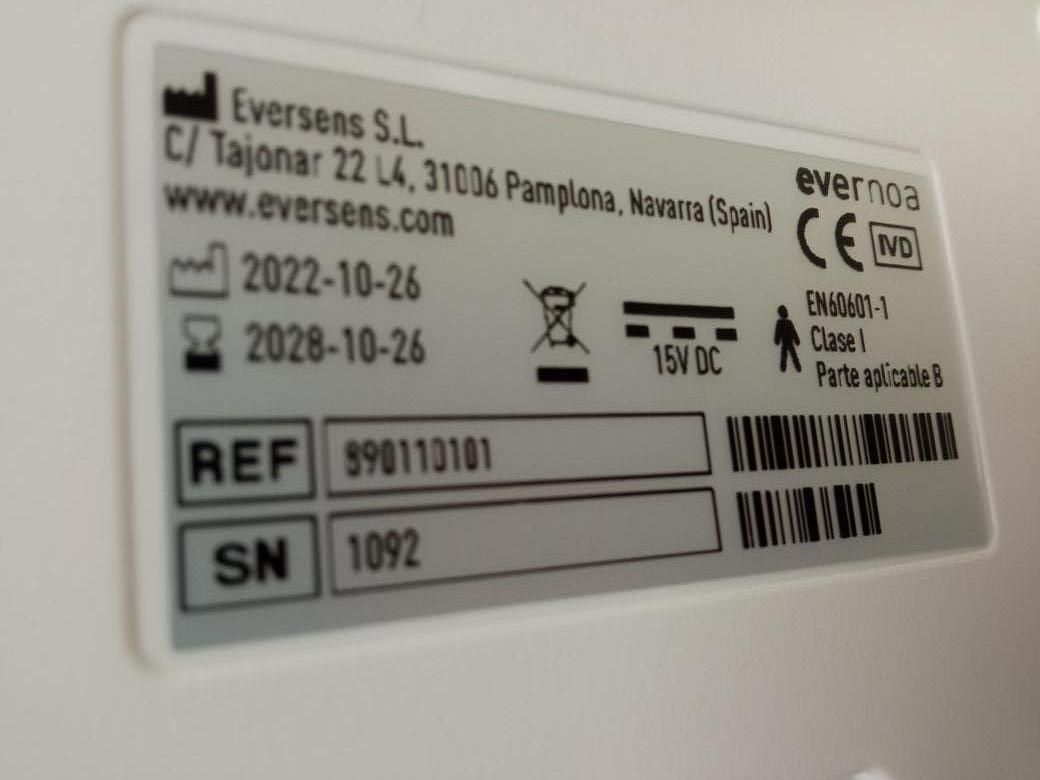 Eversens S.L.
C/ Tajonar 22 L4, 31006 Pamplona, Navarra (Spain)
www.eversens.com
evernoa
CE IVD
2022-10-26
2028-10-26
15V DC
EN60601-1
Clase I
Parte aplicable B
REF 890110101
SN 1092